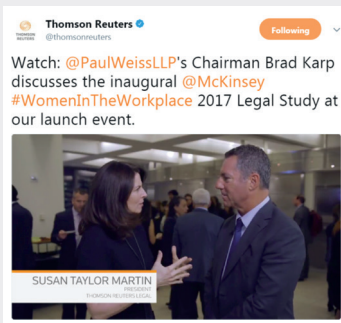 Thomson Reuters
@thomsonreuters
Following
THOMSON
REUTERS
Watch: @PaulWeissLLP's Chairman Brad Karp
discusses the inaugural @McKinsey
#WomenInTheWorkplace 2017 Legal Study at
our launch event.
SUSAN TAYLOR MARTIN
PRESIDENT
THOMSON REUTERS LEGAL